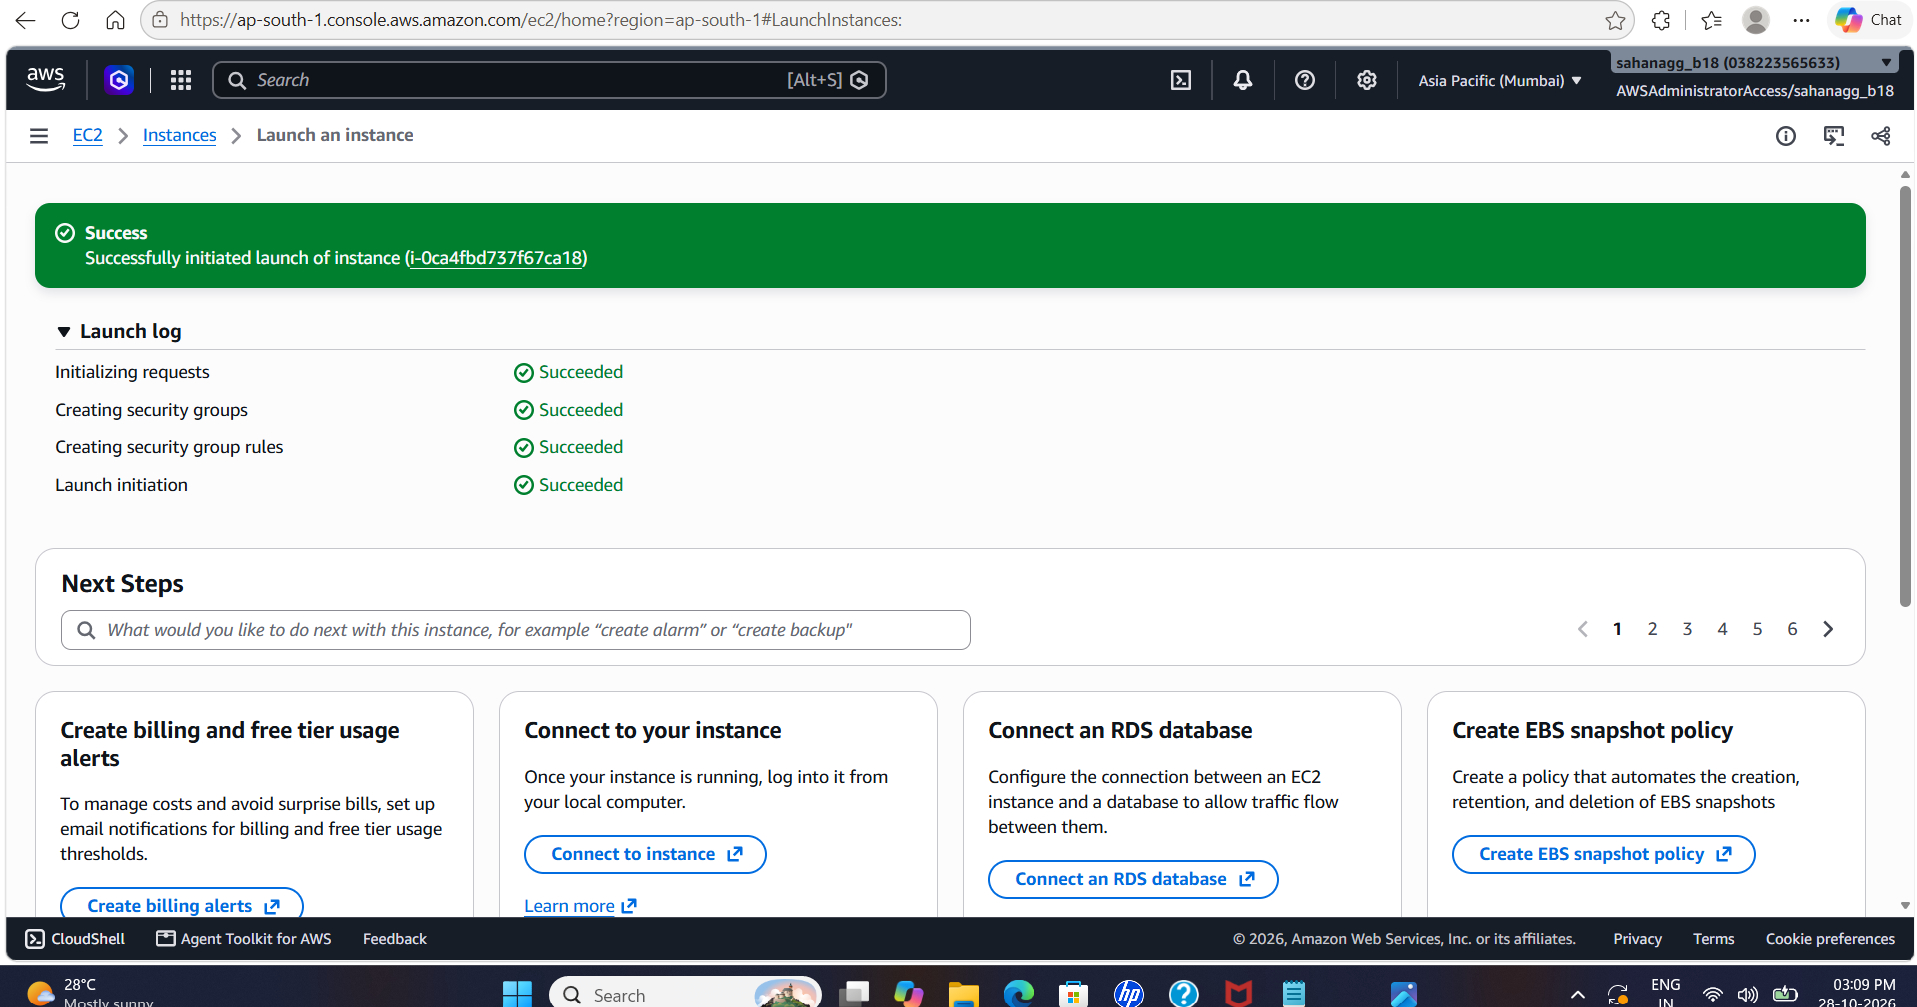 https://ap-south-1.console.aws.amazon.com/ec2/home?region=ap-south-1#LaunchInstances:
Chat
aws
Search
[Alt+S]
Asia Pacific (Mumbai)
sahanagg_b18 (038223565633)
AWSAdministratorAccess/sahanagg_b18
EC2
Instances
Launch an instance
Success
Successfully initiated launch of instance (i-0ca4fbd737f67ca18)
Launch log
Initializing requests
Succeeded
Creating security groups
Succeeded
Creating security group rules
Succeeded
Launch initiation
Succeeded
Next Steps
What would you like to do next with this instance, for example “create alarm” or “create backup"
1 2 3 4 5 6
Create billing and free tier usage
alerts
To manage costs and avoid surprise bills, set up
email notifications for billing and free tier usage
thresholds.
Create billing alerts
Connect to your instance
Once your instance is running, log into it from
your local computer.
Connect to instance
Learn more
Connect an RDS database
Configure the connection between an EC2
instance and a database to allow traffic flow
between them.
Connect an RDS database
Create EBS snapshot policy
Create a policy that automates the creation,
retention, and deletion of EBS snapshots
Create EBS snapshot policy
CloudShell
Agent Toolkit for AWS
Feedback
© 2026, Amazon Web Services, Inc. or its affiliates.
Privacy
Terms
Cookie preferences
28°C
Mostly sunny
Search
hp
ENG
IN
03:09 PM
28-10-2026